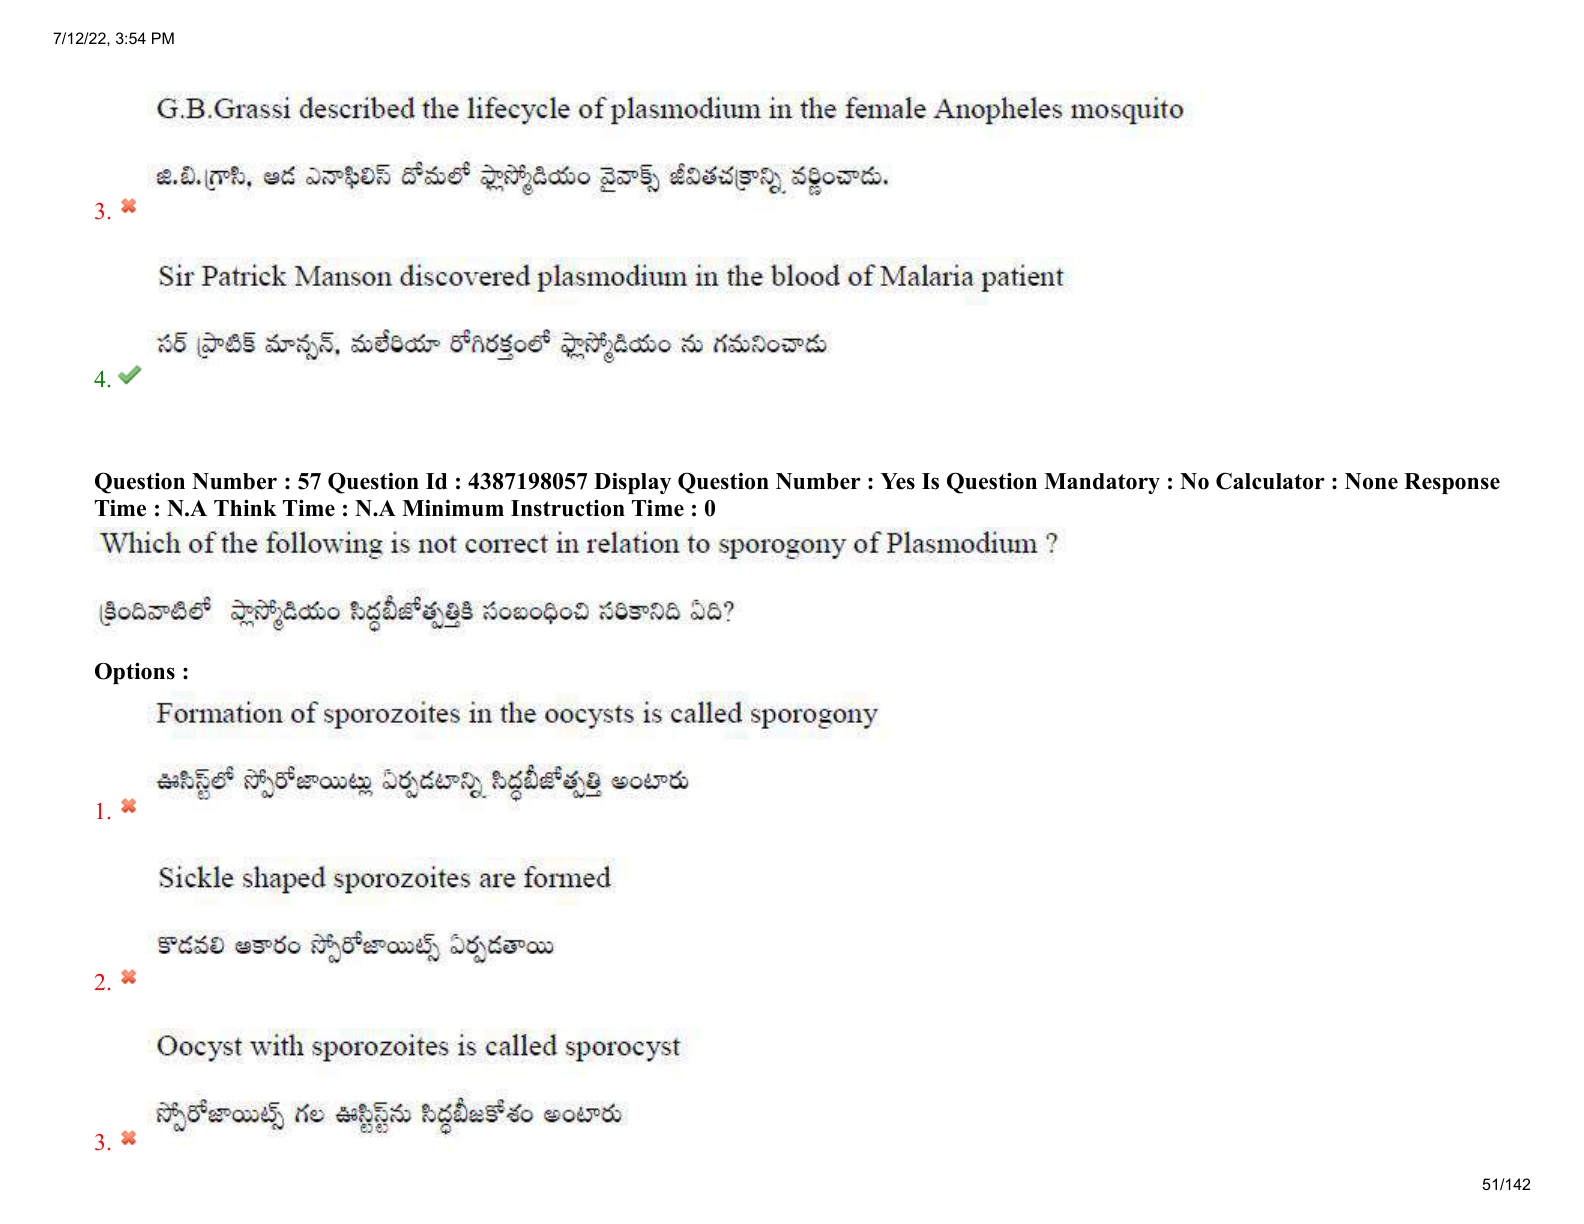 7/12/22, 3:54 PM
G.B.Grassi described the lifecycle of plasmodium in the female Anopheles mosquito
జి.బి.గ్రాసి, ఆడ ఎనాఫిలిస్ దోమలో ప్లాస్మోడియం వైవాక్స్ జీవితచక్రాన్ని వర్ణించాడు.
3.
Sir Patrick Manson discovered plasmodium in the blood of Malaria patient
సర్ ప్రాటిక్ మాన్సన్, మలేరియా రోగిరక్తంలో ఫ్లాస్మోడియం ను గమనించాడు
4.
Question Number : 57 Question Id : 4387198057 Display Question Number : Yes Is Question Mandatory : No Calculator : None Response
Time : N.A Think Time : N.A Minimum Instruction Time : 0
Which of the following is not correct in relation to sporogony of Plasmodium ?
క్రిందివాటిలో ప్లాస్మోడియం సిద్ధబీజోత్పత్తికి సంబంధించి సరికానిది ఏది?
Options :
Formation of sporozoites in the oocysts is called sporogony
ఊసిస్ట్‌లో స్పోరోజాయిట్లు ఏర్పడటాన్ని సిద్ధబీజోత్పత్తి అంటారు
1.
Sickle shaped sporozoites are formed
కొడవలి ఆకారం స్పోరోజాయిట్స్ ఏర్పడతాయి
2.
Oocyst with sporozoites is called sporocyst
స్పోరోజాయిట్స్ గల ఊస్టిస్ట్‌ను సిద్ధబీజకోశం అంటారు
3.
51/142